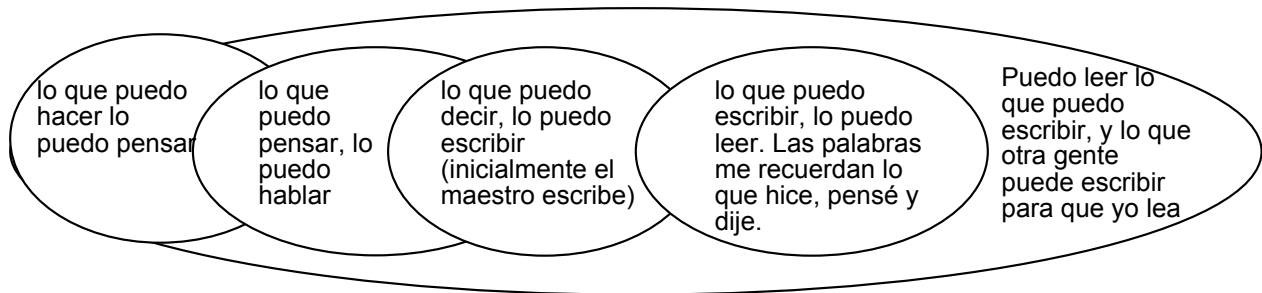 lo que puedo
hacer lo
puedo pensar
lo que
puedo
pensar, lo
puedo
hablar
lo que puedo
decir, lo puedo
escribir
(inicialmente el
maestro escribe)
lo que puedo
escribir, lo puedo
leer. Las palabras
me recuerdan lo
que hice, pensé y
dije.
Puedo leer lo
que puedo
escribir, y lo que
otra gente
puede escribir
para que yo lea